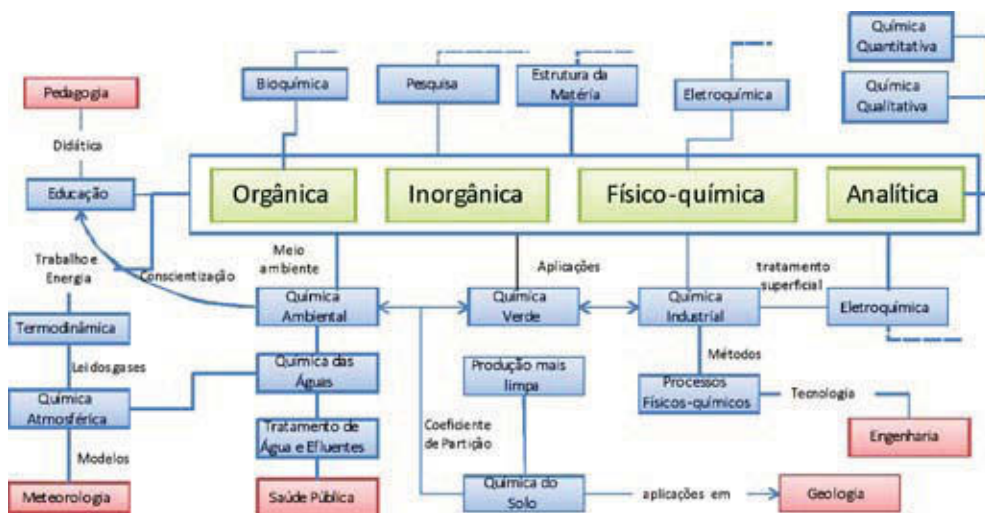 Química
Quantitativa
Bioquímica
Pesquisa
Estrutura da
Matéria
Eletroquímica
Química
Qualitativa
Pedagogia
Didática
Educação
Orgânica
Inorgânica
Físico-química
Analítica
Trabalho e
Energia
Conscientização
Meio
ambiente
Aplicações
tratamento
superficial
Química
Ambiental
Química
Verde
Química
Industrial
Eletroquímica
Termodinâmica
Lei dos gases
Química das
Águas
Produção mais
limpa
Métodos
Processos
Físicos-químicos
Tecnologia
Química
Atmosférica
Tratamento de
Água e Efluentes
Coeficiente
de Partição
Engenharia
Modelos
Meteorologia
Saúde Pública
Química do
Solo
aplicações em
Geologia